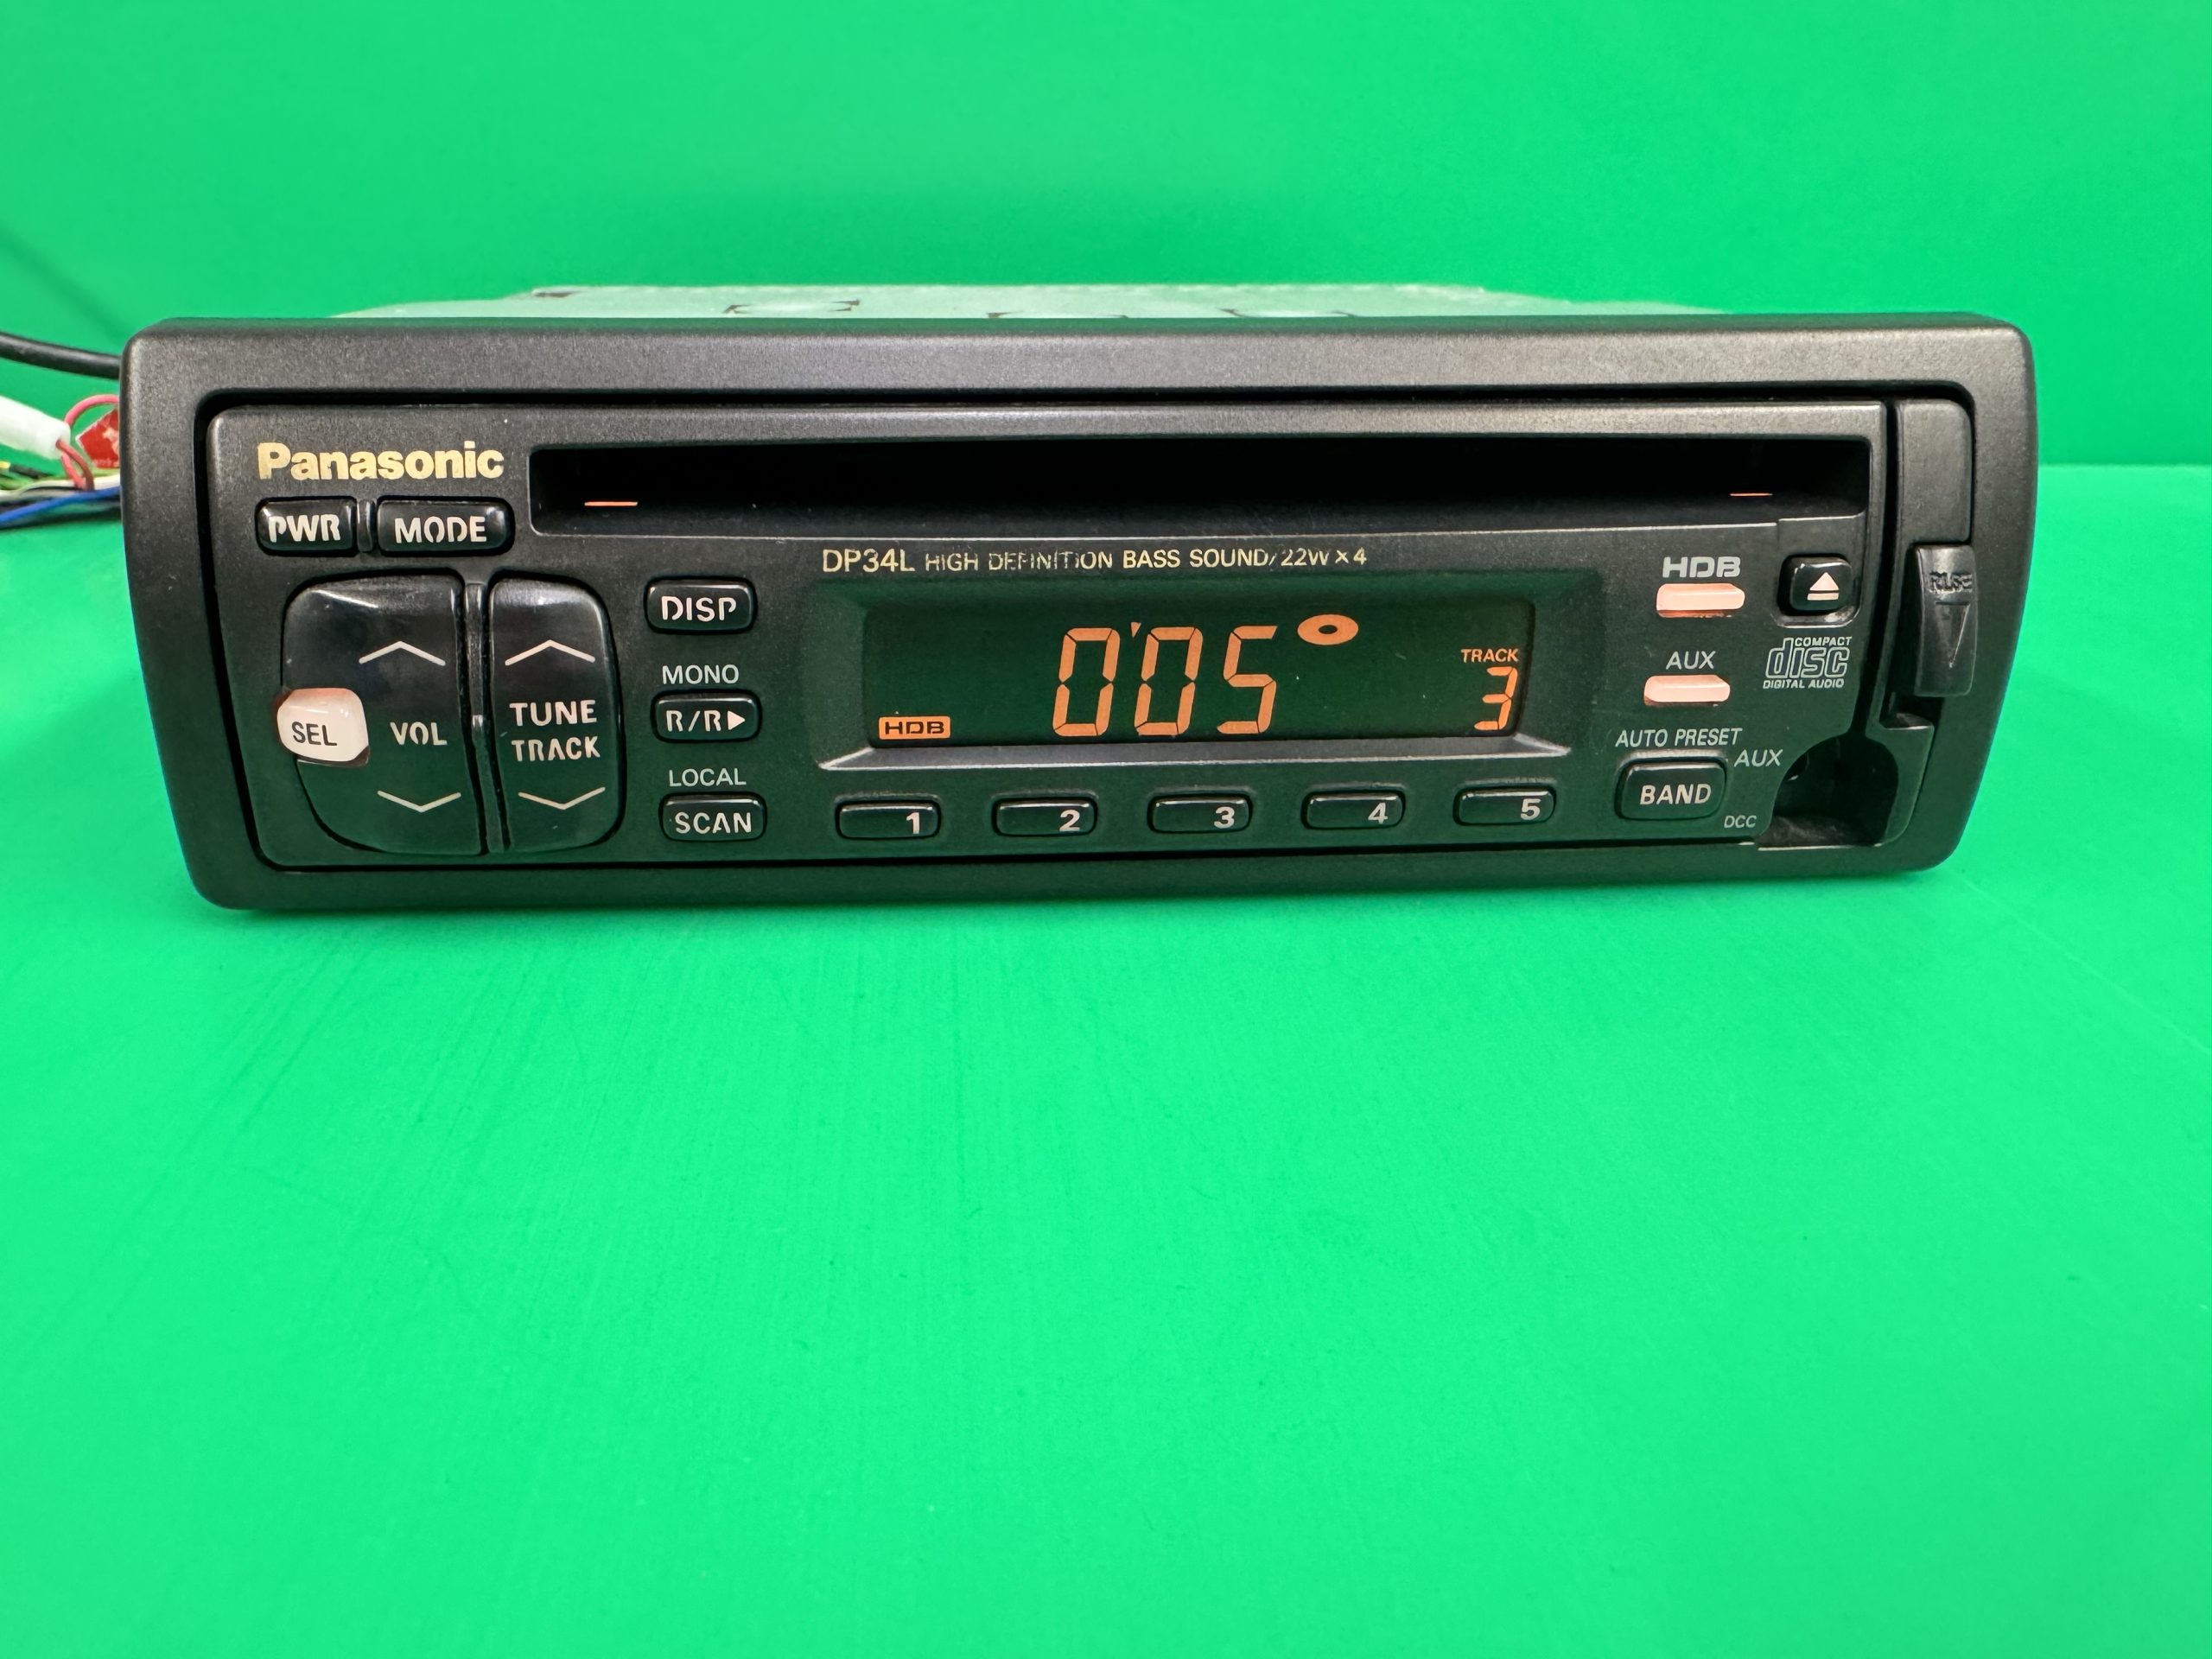 Panasonic
PWR
MODE
DP34L HIGH DEFINITION BASS SOUND/22W×4
HDB
DISP
0'05
TRACK
3
HDB
AUX
COMPACT
disc
DIGITAL AUDIO
MONO
R/R
SEL
VOL
TUNE
TRACK
LOCAL
SCAN
1
2
3
4
5
AUTO PRESET
AUX
BAND
DCC